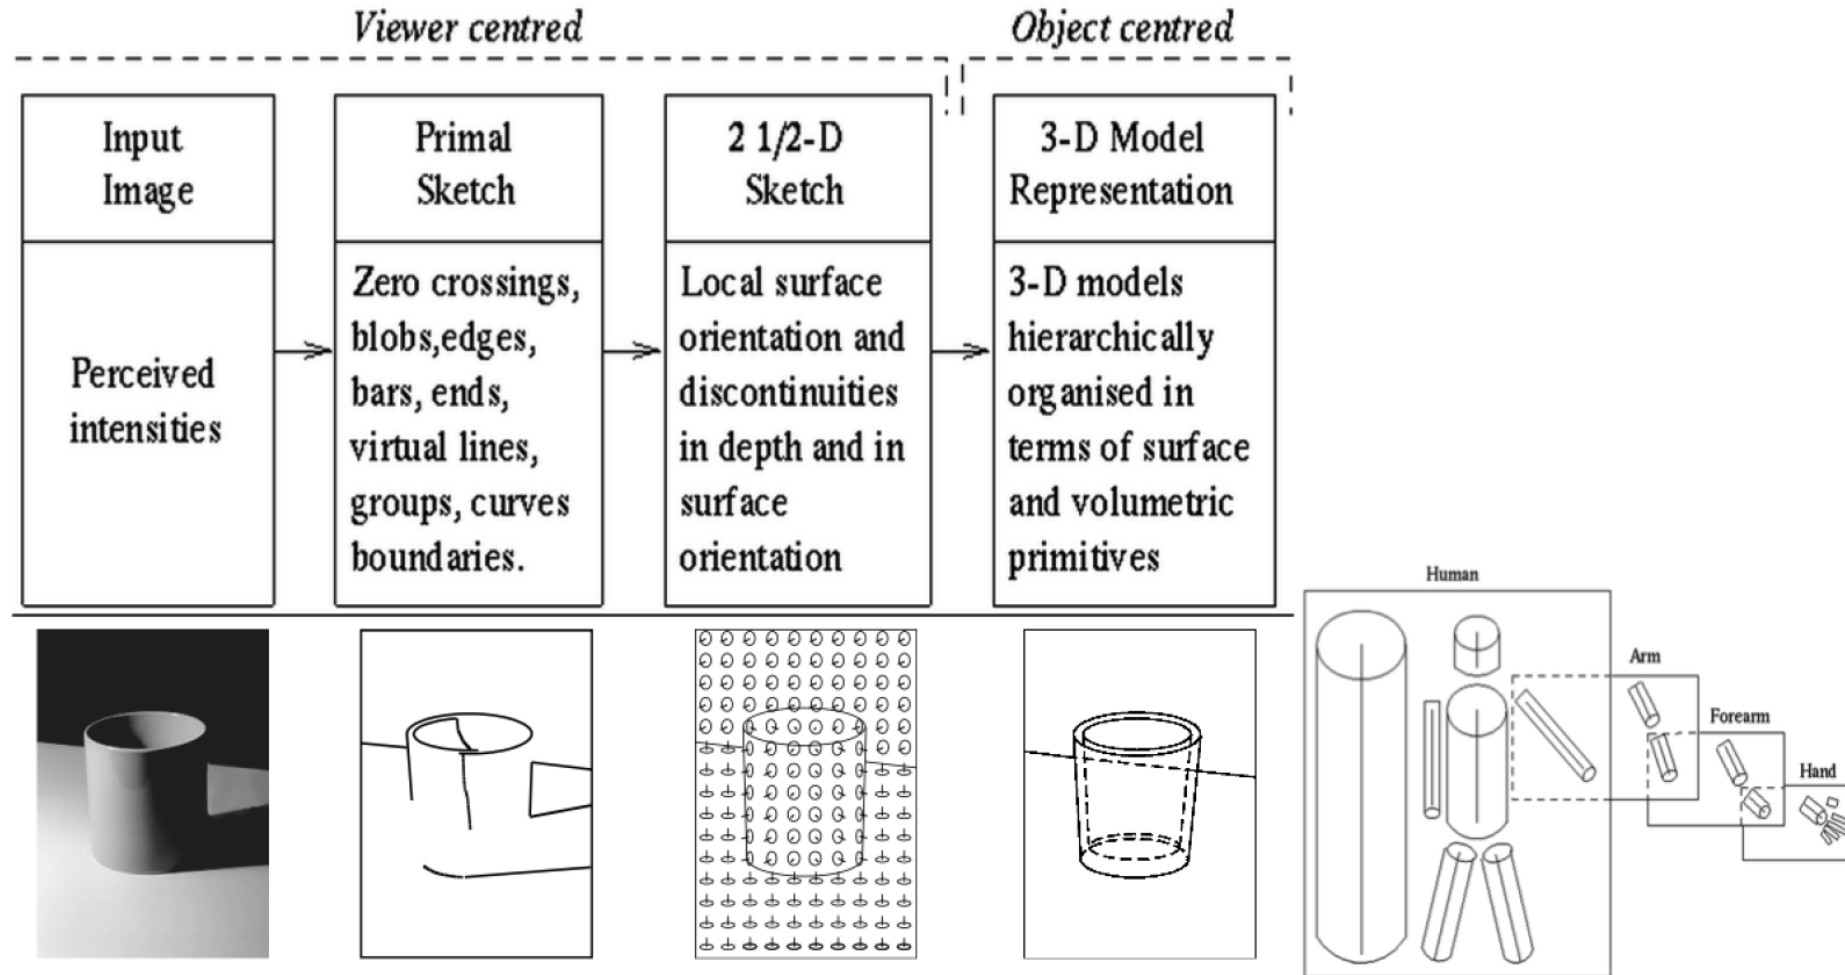 Viewer centred
Object centred
Input
Image
Perceived
intensities
Primal
Sketch
Zero crossings,
blobs,edges,
bars, ends,
virtual lines,
groups, curves
boundaries.
2 1/2-D
Sketch
Local surface
orientation and
discontinuities
in depth and in
surface
orientation
3-D Model
Representation
3-D models
hierarchically
organised in
terms of surface
and volumetric
primitives
Human
Arm
Forearm
Hand